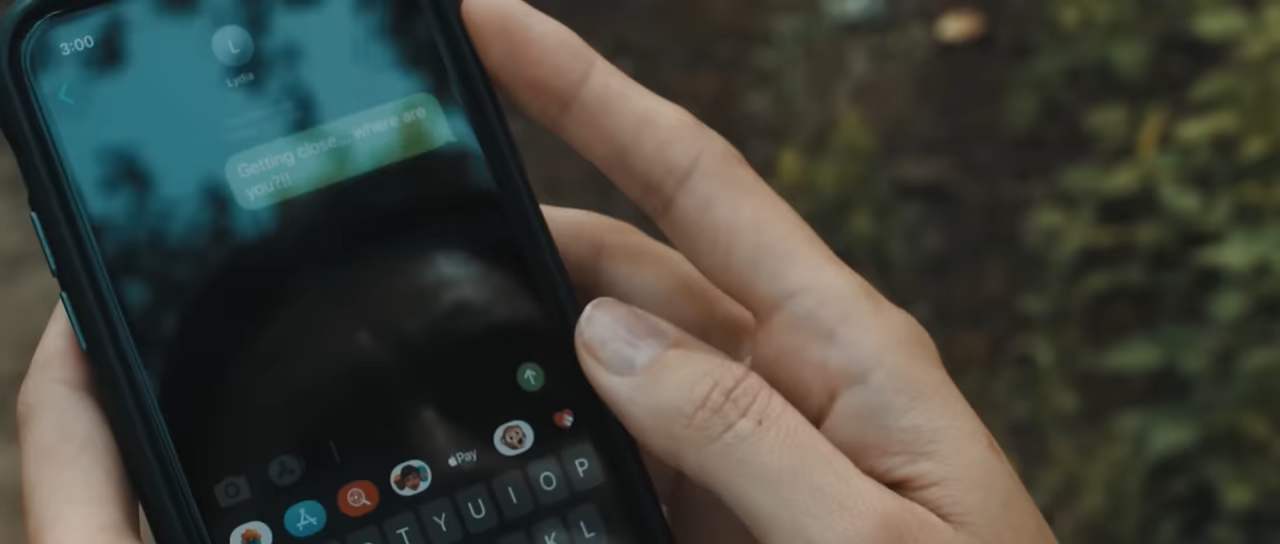 3:00
L
Lydia
Getting close... where are
you?!!
Pay
T Y U I O P
K L